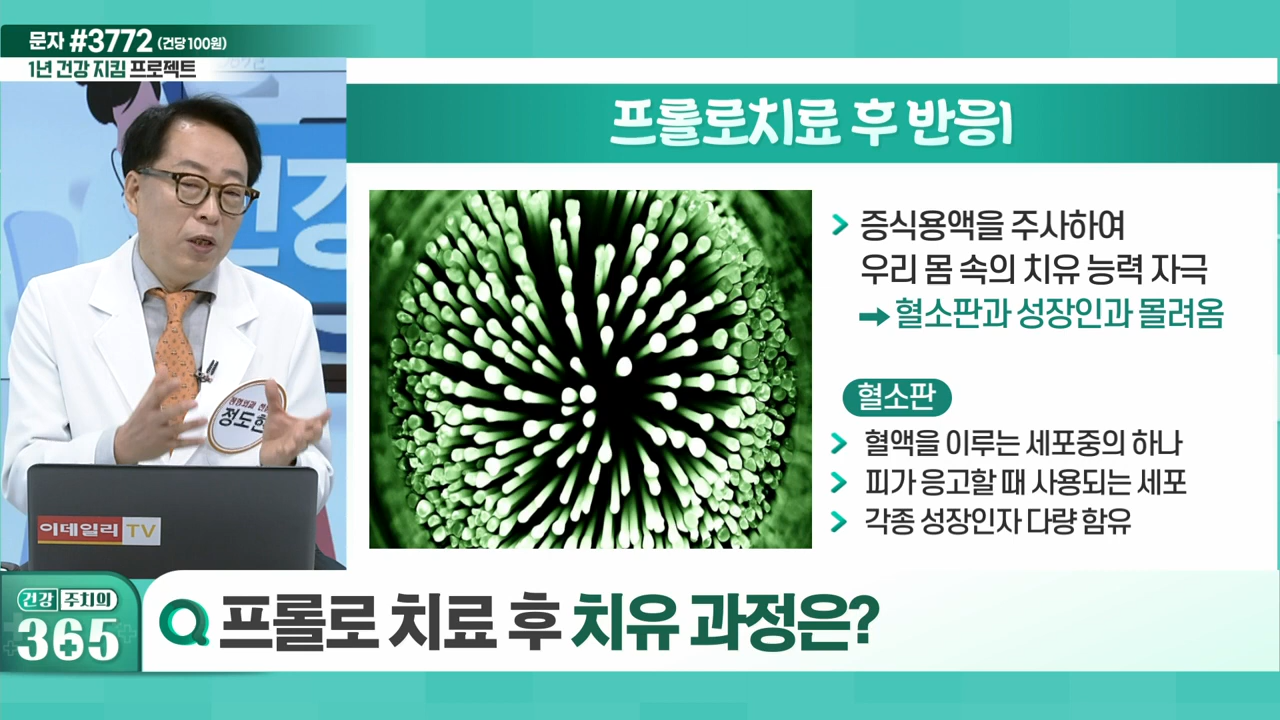 문자 #3772 (건당 100원)
1년 건강 지킴 프로젝트
프롤로치료 후 반응1
증식용액을 주사하여
우리 몸 속의 치유 능력 자극
➡ 혈소판과 성장인과 몰려옴
혈소판
혈액을 이루는 세포중의 하나
피가 응고할 때 사용되는 세포
각종 성장인자 다량 함유
정도현
이데일리 TV
건강 주치의
365
Q 프롤로 치료 후 치유 과정은?